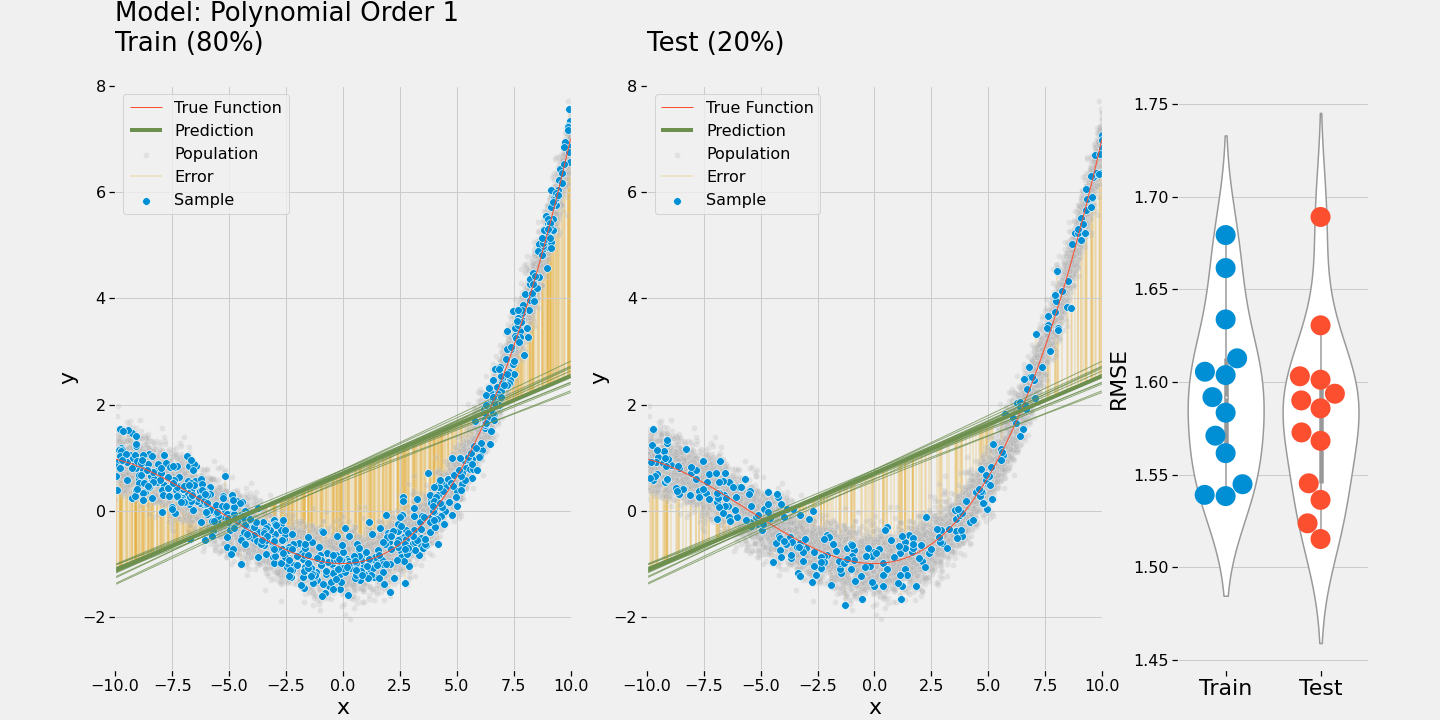 Model: Polynomial Order 1
Train (80%)
Test (20%)
8
6
4
2
0
−2
y
True Function
Prediction
Population
Error
Sample
−10.0 −7.5 −5.0 −2.5 0.0 2.5 5.0 7.5 10.0
x
8
6
4
2
0
−2
y
True Function
Prediction
Population
Error
Sample
−10.0 −7.5 −5.0 −2.5 0.0 2.5 5.0 7.5 10.0
x
1.75
1.70
1.65
1.60
1.55
1.50
1.45
RMSE
Train Test